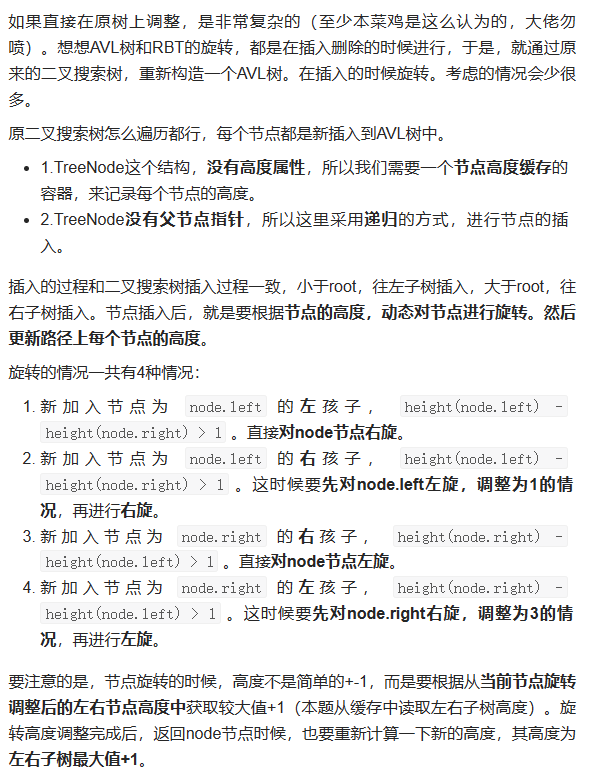 如果直接在原树上调整，是非常复杂的（至少本菜鸡是这么认为的，大佬勿
喷）。想想AVL树和RBT的旋转，都是在插入删除的时候进行，于是，就通过原
来的二叉搜索树，重新构造一个AVL树。在插入的时候旋转。考虑的情况会少很
多。
原二叉搜索树怎么遍历都行，每个节点都是新插入到AVL树中。
• 1.TreeNode这个结构，没有高度属性，所以我们需要一个节点高度缓存的
容器，来记录每个节点的高度。
• 2.TreeNode没有父节点指针，所以这里采用递归的方式，进行节点的插
入。
插入的过程和二叉搜索树插入过程一致，小于root，往左子树插入，大于root，往
右子树插入。节点插入后，就是要根据节点的高度，动态对节点进行旋转。然后
更新路径上每个节点的高度。
旋转的情况一共有4种情况：
1. 新加入节点为 node.left 的左孩子， height(node.left) -
height(node.right) > 1 。直接对node节点右旋。
2. 新加入节点为 node.left 的右孩子， height(node.left) -
height(node.right) > 1 。这时候要先对node.left左旋，调整为1的情
况，再进行右旋。
3. 新加入节点为 node.right 的右孩子， height(node.right) -
height(node.left) > 1 。直接对node节点左旋。
4. 新加入节点为 node.right 的左孩子， height(node.right) -
height(node.left) > 1 。这时候要先对node.right右旋，调整为3的情
况，再进行左旋。
要注意的是，节点旋转的时候，高度不是简单的+-1，而是要根据从当前节点旋转
调整后的左右节点高度中获取较大值+1（本题从缓存中读取左右子树高度）。旋
转高度调整完成后，返回node节点时候，也要重新计算一下新的高度，其高度为
左右子树最大值+1。